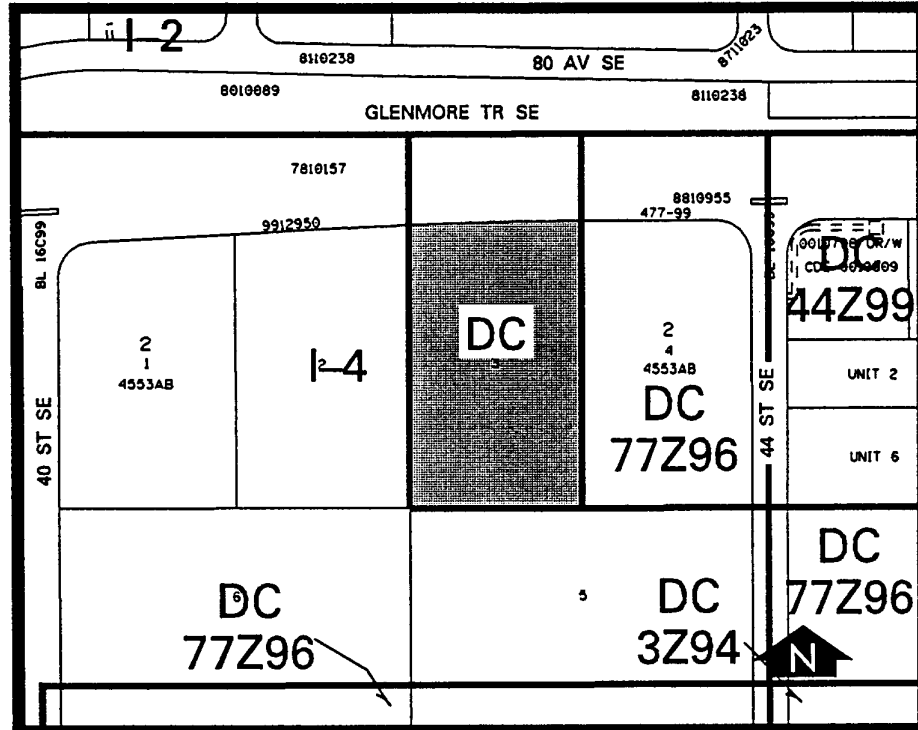 I-2
8110238
80 AV SE
8711023
8010089
8110238
GLENMORE TR SE
7810157
8810955
9912950
477-99
BL 16C99
DC
44Z99
DC
2
1
4553AB
I-4
2
4
4553AB
UNIT 2
DC
77Z96
40 ST SE
44 ST SE
UNIT 6
DC
77Z96
6
DC
77Z96
5
DC
3Z94
N